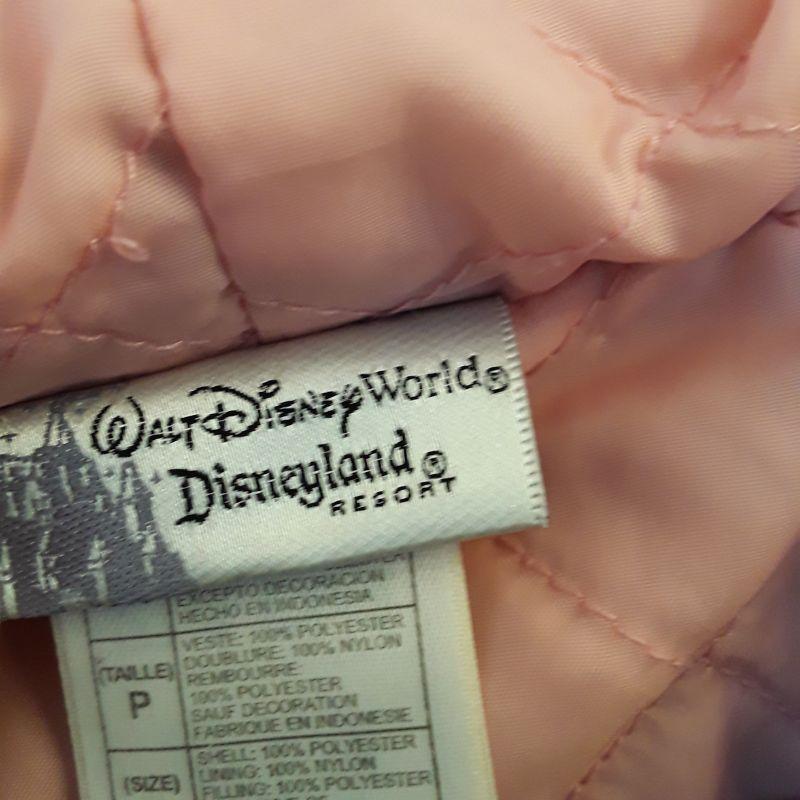 WALT DISNEY World®
Disneyland®
RESORT
EXCEPTO DECORACION
HECHO EN INDONESIA
(TAILLE)
P
VESTE: 100% POLYESTER
DOUBLURE: 100% NYLON
REMBOURRE:
100% POLYESTER
SAUF DECORATION
FABRIQUE EN INDONESIE
(SIZE)
SHELL: 100% POLYESTER
LINING: 100% NYLON
FILLING: 100% POLYESTER